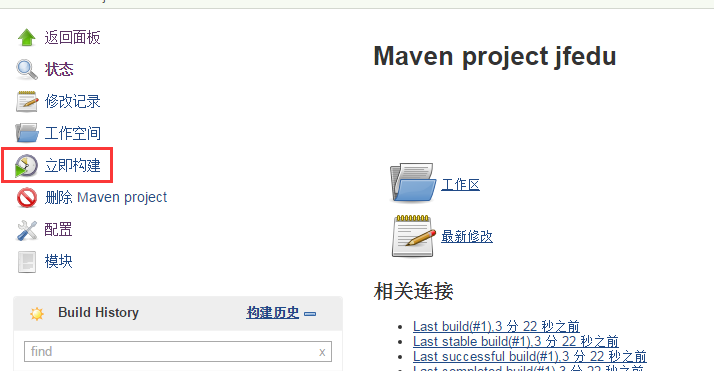 返回面板
状态
修改记录
工作空间
立即构建
删除 Maven project
配置
模块
Build History 构建历史
find x
Maven project jfedu
工作区
最新修改
相关连接
Last build(#1),3 分 22 秒之前
Last stable build(#1),3 分 22 秒之前
Last successful build(#1),3 分 22 秒之前
Last completed build(#1),3 分 22 秒之前